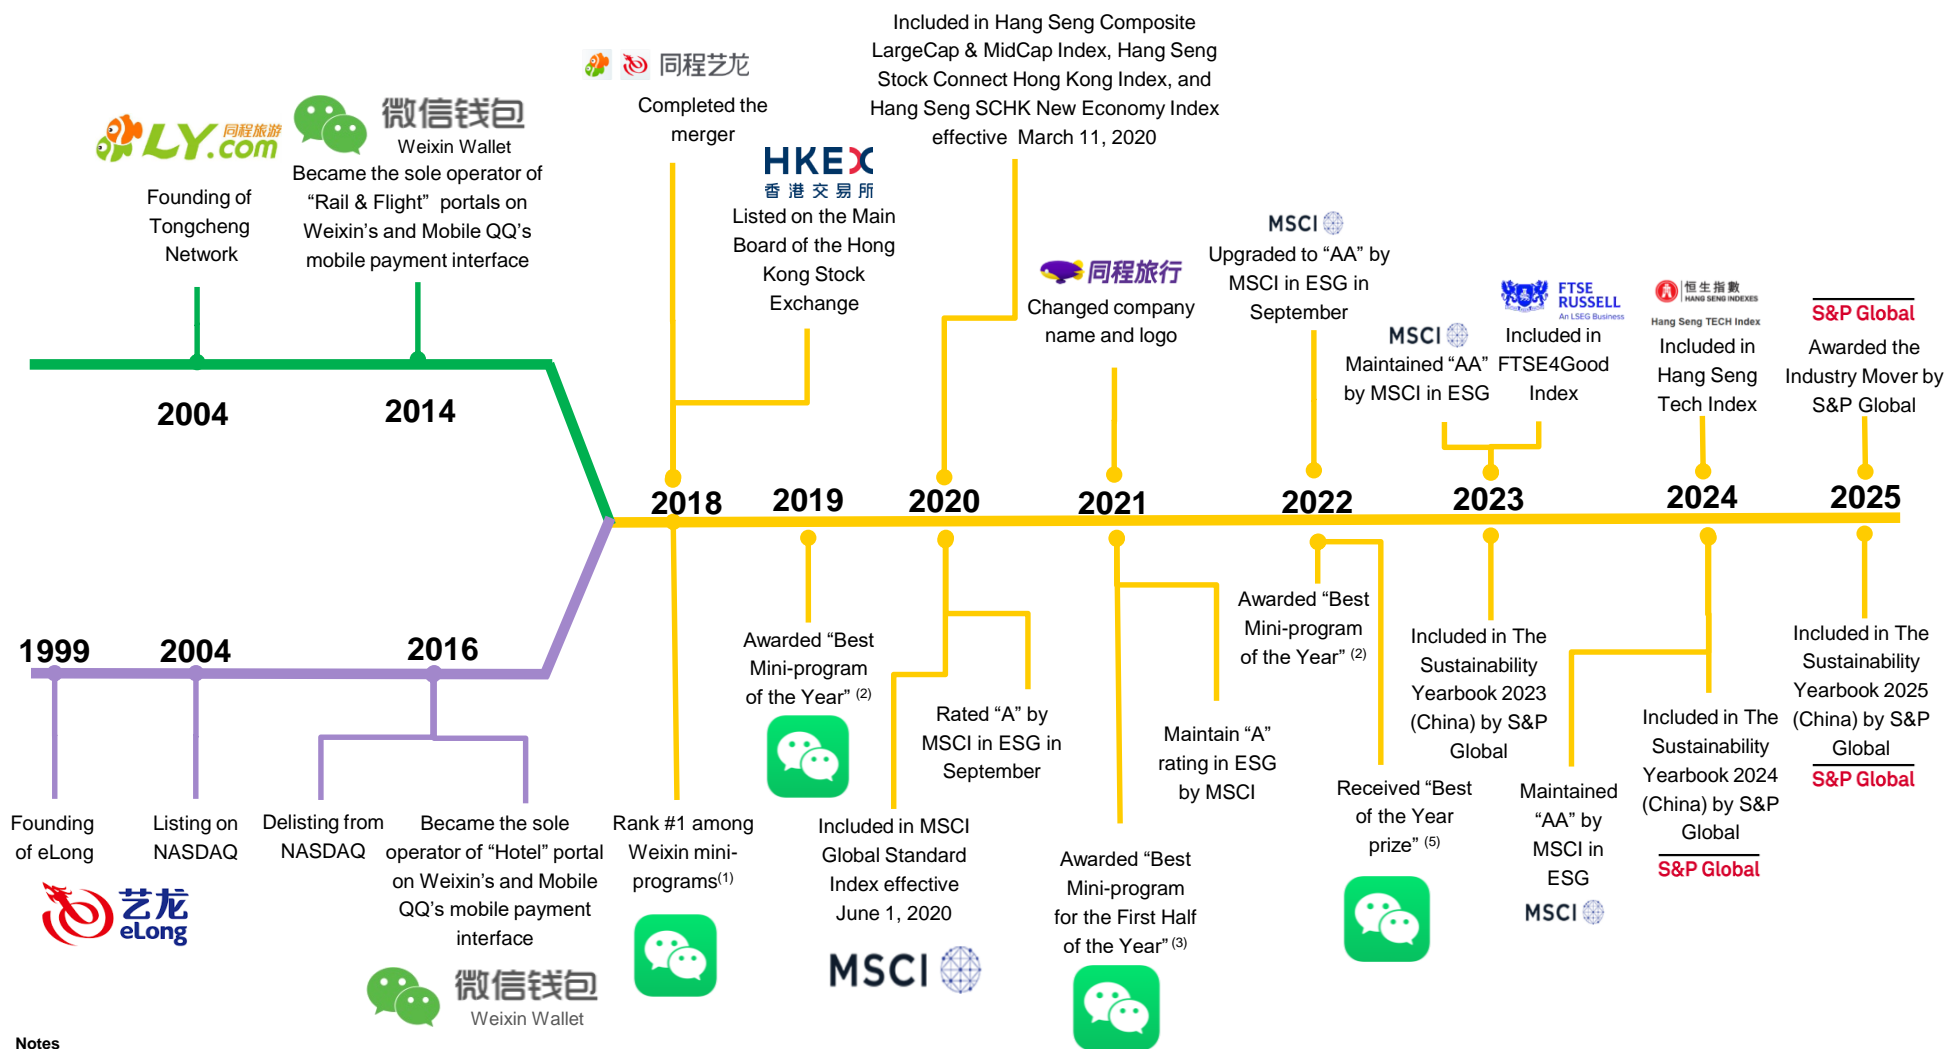 LY.com
同程旅游
Founding of
Tongcheng
Network
微信钱包
Weixin Wallet
Became the sole operator of
“Rail & Flight” portals on
Weixin’s and Mobile QQ’s
mobile payment interface
2004
2014
1999
2004
2016
Founding
of eLong
艺龙
eLong
Listing on
NASDAQ
Delisting from
NASDAQ
Became the sole
operator of “Hotel” portal
on Weixin’s and Mobile
QQ’s mobile payment
interface
微信钱包
Weixin Wallet
同程艺龙
Completed the
merger
HKEX
香港交易所
Listed on the Main
Board of the Hong
Kong Stock
Exchange
2018
Rank #1 among
Weixin mini-
programs(1)
2019
Awarded “Best
Mini-program
of the Year” (2)
Included in Hang Seng Composite
LargeCap & MidCap Index, Hang Seng
Stock Connect Hong Kong Index, and
Hang Seng SCHK New Economy Index
effective March 11, 2020
2020
Included in MSCI
Global Standard
Index effective
June 1, 2020
MSCI
Rated “A” by
MSCI in ESG in
September
同程旅行
Changed company
name and logo
2021
Awarded “Best
Mini-program
for the First Half
of the Year” (3)
Maintain “A”
rating in ESG
by MSCI
MSCI
Upgraded to “AA” by
MSCI in ESG in
September
2022
Awarded “Best
Mini-program
of the Year” (2)
Received “Best
of the Year
prize” (5)
MSCI
Maintained “AA”
by MSCI in ESG
FTSE
RUSSELL
An LSEG Business
Included in
FTSE4Good
Index
2023
Included in The
Sustainability
Yearbook 2023
(China) by S&P
Global
恒生指數
HANG SENG INDEXES
Hang Seng TECH Index
Included in
Hang Seng
Tech Index
2024
Maintained
“AA” by
MSCI in
ESG
MSCI
Included in The
Sustainability
Yearbook 2024
(China) by S&P
Global
S&P Global
S&P Global
Awarded the
Industry Mover by
S&P Global
2025
Included in The
Sustainability
Yearbook 2025
(China) by S&P
Global
S&P Global
Notes